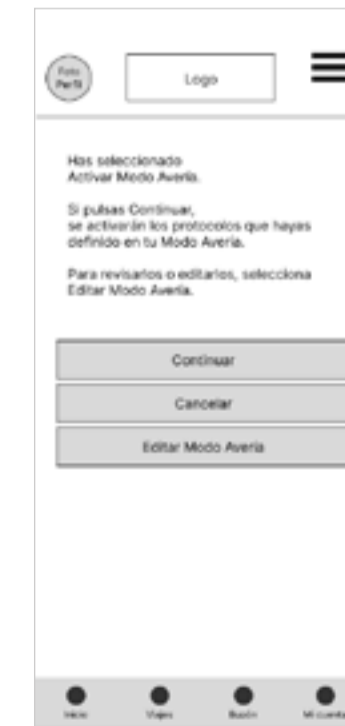 Foto
Perfil
Logo
Has seleccionado
Activar Modo Avería.
Si pulsas Continuar,
se activarán los protocolos que hayas
definido en tu Modo Avería.
Para revisarlos o editarlos, selecciona
Editar Modo Avería.
Continuar
Cancelar
Editar Modo Avería
Inicio
Viajes
Buzón
Mi cuenta